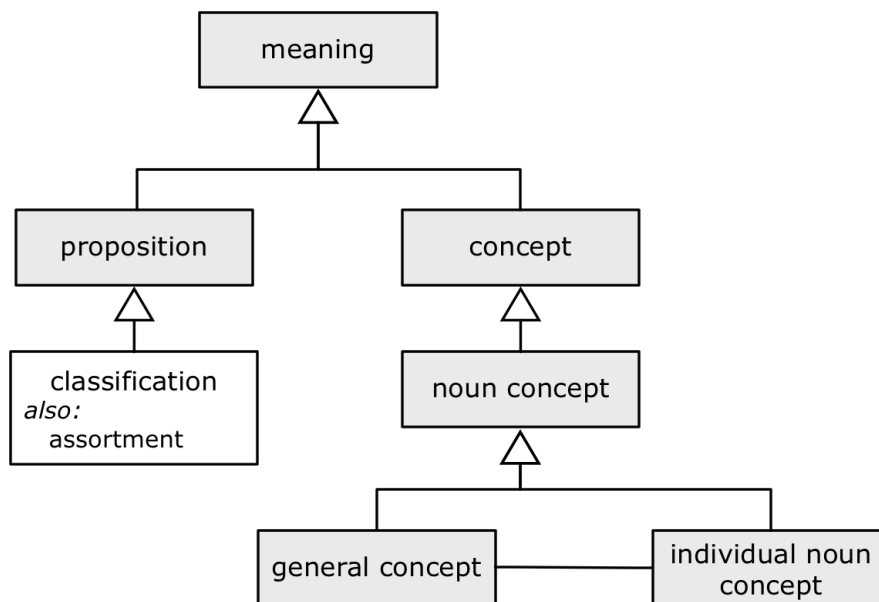 meaning
proposition
concept
classification
also:
assortment
noun concept
general concept
individual noun
concept